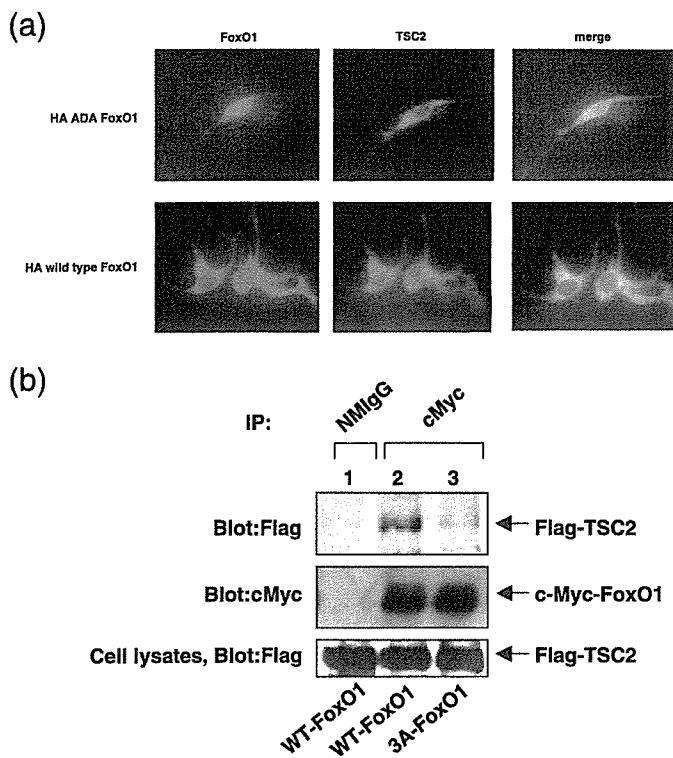 (a)
FoxO1 TSC2 merge
HA ADA FoxO1
HA wild type FoxO1
(b)
IP: NMIgG cMyc
1 2 3
Blot:Flag Flag-TSC2
Blot:cMyc c-Myc-FoxO1
Cell lysates, Blot:Flag Flag-TSC2
WT-FoxO1 WT-FoxO1 3A-FoxO1